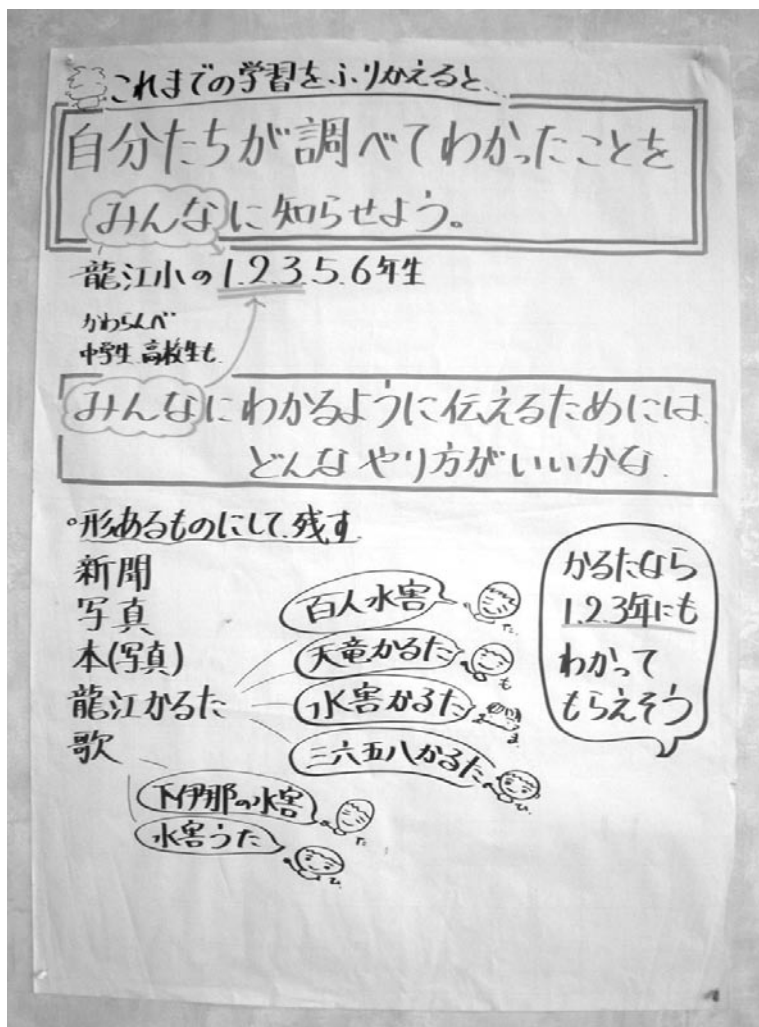 これまでの学習をふりかえると…
自分たちが調べてわかったことを
みんなに知らせよう。
龍江小の1.2.3.5.6年生
かわらんべ
中学生 高校生も
みんなにわかるように伝えるためには
どんなやり方がいいかな
○形あるものにして残す
新聞
写真
本(写真)
龍江かるた
歌
百人水害
た.
天竜かるた
も
水害かるた
ま
三六五八かるた
ひ.
下伊那の水害
た.
水害うた
ひ.
かるたなら
1.2.3年にも
わかって
もらえそう